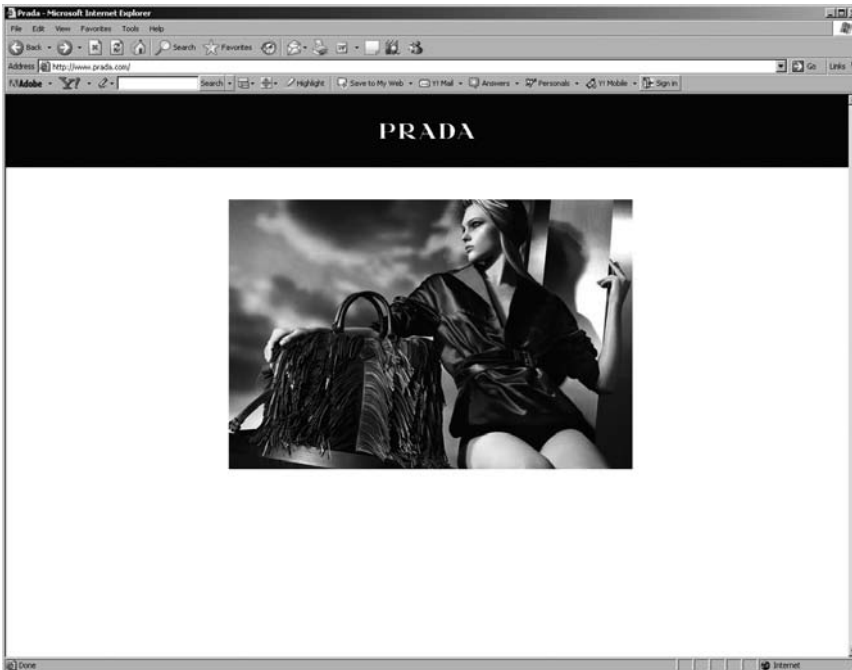 Prada - Microsoft Internet Explorer
File Edit View Favorites Tools Help
Back Search Favorites
Address http://www.prada.com/ Go Links
Adobe Y! Search Highlight Save to My Web Y! Mail Answers Personals Y! Mobile Sign in
PRADA
Done Internet